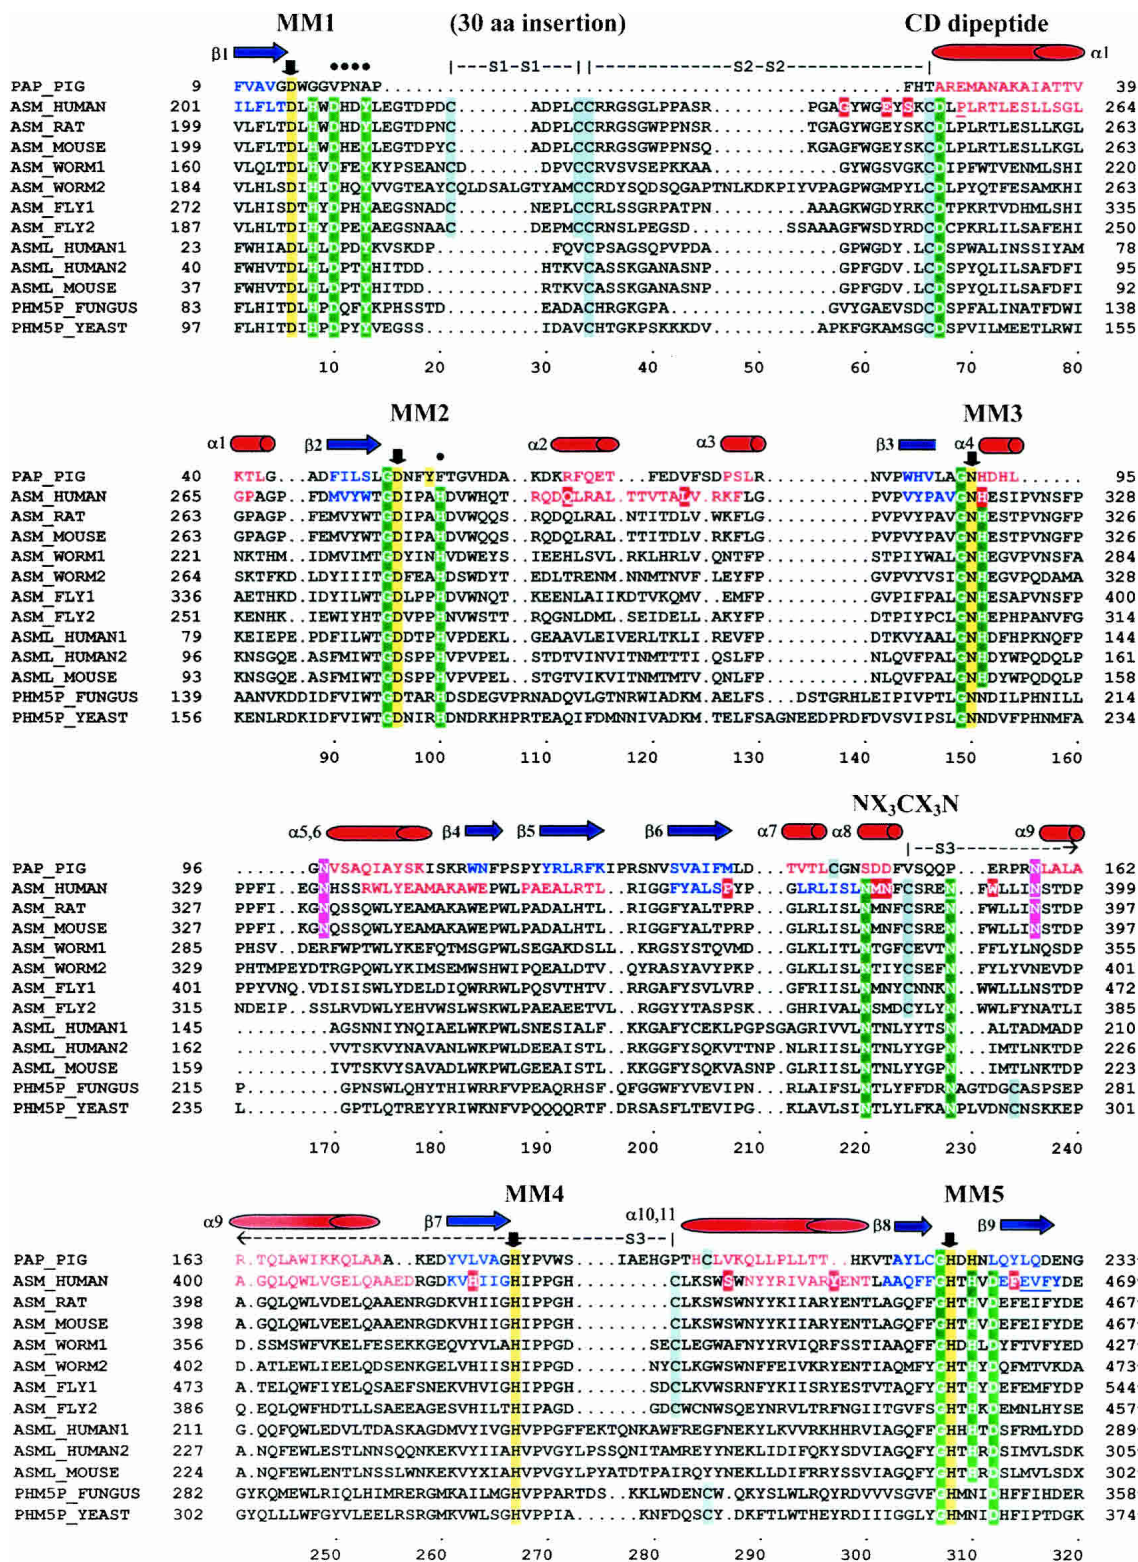 MM1 (30 aa insertion) CD dipeptide
β1 |--S1-S1--| |---------------S2-S2-------------| α1
PAP_PIG 9 FVAVGDWGGVPNAP FHTAREMANAKAIATTV 39
ASM_HUMAN 201 ILFLTDLHWDHDYLEGTDPDC........ADPLCCRRGSGLPPASR.......PGAGYWGEYSKCDLPLRTLESLLSGL 264
ASM_RAT 199 VLFLTDLHWDHDYLEGTDPNC........ADPLCCRRGSGWPPNSR.......TGAGYWGEYSKCDLPLRTLESLLKGL 263
ASM_MOUSE 199 VLFLTDLHWDHEYLEGTDPYC........ADPLCCRRGSGWPPNSQ.......KGAGFWGEYSKCDLPLRTLESLLKGL 263
ASM_WORM1 160 VLQLTDLHVDFEYKYPSEANCD.......DPVCCRVSVSEPKKAA........GYWGSVGKCDIPFWTVENMLSHI 220
ASM_WORM2 184 VLHLSDIHIDHQYVVGTEAYCQLDSALGTYAMCCRDYSQDSQGAPTNLKDKPIYVPAGPWGMPYLCDLPYQTFESAMKHI 263
ASM_FLY1 272 VLHISDTHYDPHYAEGSNADC........NEPLCCRLSSGRPATPN.......AAAGKWGDYRKCDTPKRTVDHMLSHI 335
ASM_FLY2 187 VLHLTDIHYDPEYAEGSNAAC........DEPMCCRNSLPEGSD.........SSAAAGFWSDYRDCDCPKRLILSAFEHI 250
ASML_HUMAN1 23 FWHIADLHLDPDYKVSKDP..........FQVCPSAGSQPVPDA.........GPWGDY.LCDSPWALINSSIYAM 78
ASML_HUMAN2 40 FWHVTDLHLDPTYHITDD...........HTKVCASSKGANASNP........GPFGDV.LCDSPYQLILSAFDFI 95
ASML_MOUSE 37 FWHVTDLHLDPTYHITDD...........RTKVCASSKGANASNP........GPFGDV.LCDSPYQLILSAFDFI 92
PHM5P_FUNGUS 83 FLHITDLHPDQFYKPHSSTD.........EADACHRGKGPA............GVYGAEVSDCDSPFALINATFDWI 138
PHM5P_YEAST 97 FLHITDIHPDPYYVEGSS...........IDAVCHTGKPSKKKDV........APKFGKAMSGCDSPVILMEETLRWI 155
10 20 30 40 50 60 70 80
MM2 MM3
α1 β2 α2 α3 β3 α4
PAP_PIG 40 KTLG...ADFILSLGDNFYFTGVHDA..KDKRFQET...FEDVFSDPSLR.............NVPWHVLAGNHDHL...... 95
ASM_HUMAN 265 GPAGP..FDMVYWTGDIPAHDVWHQT..RQDQLRAL.TTVTALV.RKFLG.............PVPVYPAVGNHESIPVNSFP 328
ASM_RAT 263 GPAGP..FEMVYWTGDIPAHDVWQQS..RQDQLRAL.TTITDLV.RKFLG.............PVPVYPAVGNHESTPVNGFP 326
ASM_MOUSE 263 GPAGP..FEMVYWTGDIPAHDVWQQS..RQDQLRAL.TTITDLV.RKFLG.............PVPVYPAVGNHESTPVNGFP 326
ASM_WORM1 221 NKTHM..IDMVIMTGDYINHVDWEYS..IEEHLSVL.RKLHRLV.QNTFP.............STPIYWALGNHEGVPVNSFA 284
ASM_WORM2 264 SKTFKD.LDYIIITGDFEAHDSWDYT..EDLTRENM.NNMTNVF.LEYFP.............GVPVYVSIGNHEGVPQDAMA 328
ASM_FLY1 336 AETHKD.IDYILWTGDLPPHDVWNQT..KEENLAIIKDTVKQMV..EMFP.............GVPIFPALGNHESAPVNSFP 400
ASM_FLY2 251 KENHK..IEWIYHTGDVPPHNVWSTT..RQGNLDML.SEIDELLAKYFP..............DTPIYPCLGNHEPHPANVFG 314
ASML_HUMAN1 79 KEIEPE.PDFILWTGDDTPHVPDEKL..GEAAVLEIVERLTKLI.REVFP.............DTKVYAALGNHDFHPKNQFP 144
ASML_HUMAN2 96 KNSGQE.ASFMIWTGDSPPHVPVPEL..STDTVINVITNMTTTI.QSLFP.............NLQVFPALGNHDYWPQDQLP 161
ASML_MOUSE 93 KNSGQE.ASFMIWTGDSPPHVPVPEL..STGTVIKVITNMTMTV.QNLFP.............NLQVFPALGNHDYWPQDQLP 158
PHM5P_FUNGUS 139 AANVKDDIDFVIWTGDTARHDSDEGVPRNADQVLGTNRWIADKM.AELFS...DSTGRHLEIPIVPTLGNNDILPHNILL 214
PHM5P_YEAST 156 KENLRDKIDFVIWTGDNIRHDNDRKHPRTEAQIFDMNNIVADKM.TELFSAGNEEDPRDFDVSVIPSLGNNDVFPHNMFA 234
90 100 110 120 130 140 150 160
NX3CX3N
α5,6 β4 β5 β6 α7 α8 S3 α9
PAP_PIG 96 .......GNVSAQIAYSKISKRWNFPSPYYRLRFKIPRSNVSVAIFMLD..TVTLCGNSDDFVSQQP...ERPRNLALA 162
ASM_HUMAN 329 PPFI.EGNHSSRWLYEAMAKAWEPWLPAEALRTL..RIGGFYALSPYP...GLRLISLNMNFCSREN...FWLLINSTDP 399
ASM_RAT 327 PPFI.KGNQSSQWLYEAMAKAWEPWLPADALHTL..RIGGFYALTPRP...GLRLISLNMNFCSREN...FWLLINSTDP 397
ASM_MOUSE 327 PPFI.KGNQSSQWLYEAMAKAWEPWLPADALHTL..RIGGFYALTPRP...GLRLISLNMNFCSREN...FWLLINSTDP 397
ASM_WORM1 285 PHSV.DERFWPTWLYKEFQTMSGPWLSEGAKDSLL..KRGSYSTQVMD...GLKLITLNTGFCEVTN...FFLYLNQSDP 355
ASM_WORM2 329 PHTMPEYDTRGPQWLYKIMSEMWSHWIPQEALDTV..QYRASYAVYPKP..GLKLISLNTIYCSEFN...FYLYVNEVDP 401
ASM_FLY1 401 PPYVNQ.VDISISWLYDELDIQWRRWLPQSVTHTV..RRGAFYSVLVRP..GFRIISLNMNYCNNKN...WWLLLNSTDP 472
ASM_FLY2 315 NDEIPS.SSLRVDWLYEHVWSLWSKWLPAEAEETVL.RGGYYTASPSK...GHRIVALNSMDCYLYN...WWLFYNATLI 385
ASML_HUMAN1 145 .........AGSNNIYNQIAELWKPWLSNESIALF..KKGAFYCEKLPGPSGAGRIVVLNTNLYYTSN...ALTADMADP 210
ASML_HUMAN2 162 .........VVTSKVYNAVANLWKPWLDEEAISTL..RKGGFYSQKVTTNPNLRIISLNTNLYYGPN...IMTLNKTDP 226
ASML_MOUSE 159 .........IVTSKVYSAVADLWKPWLGEEAISTL..KKGGFYSQKVASNPGLRIISLNTNLYYGPN...IMTLNKTDP 223
PHM5P_FUNGUS 215 P........GPNSWLQHYTHIWRRFVPEAQRHSF.QFGGWFYVEVIPN...RLAIFSLNTLYFFDRNAGTDGCASPSEP 281
PHM5P_YEAST 235 L........GPTLQTREYYRIWKNFVPQQQQRTF.DRSASFLTEVIPG...KLAVLSINTLYLFKANPLVDNCNSKKEP 301
170 180 190 200 210 220 230 240
MM4 MM5
α9 β7 α10,11 S3 β8 β9
PAP_PIG 163 R.TQLAWIKKQLAAA..KEDYVLVAGHYPVWS....IAEHGPTHCLVKQLLPLLTT..HKVTAYLCGHDHNLQYLQDENG 233
ASM_HUMAN 400 A.GQLQWLVGELQAAEDRGDKVHIIGHIPPGH..........CLKSWSWNYYRIVARYENTLAAQFFGHTHVDEFEVFYDE 469
ASM_RAT 398 A.GQLQWLVDELQAAENRGDKVHIIGHIPPGH..........CLKSWSWNYYKIIARYENTLAGQFFGHTHVDEFEIFYDE 467
ASM_MOUSE 398 A.GQLQWLVEELQAAENRGDKVHIIGHIPPGH..........CLKSWSWNYYKIIARYENTLAGQFFGHTHVDEFEIFYDE 467
ASM_WORM1 356 D.SSMSWFVKELFESEKKGEQVYVLAHIPPGD.......SECLEGWAFNYYRVIQRFSSTIAAQFFGHDHLDYFTVFYED 427
ASM_WORM2 402 D.ATLEWLIEELQDSENKGELVHIISHIPPGD.......NYCLKGWSWNFFEIVKRYENTIAQMFYGHTHYDQFMTVKDA 473
ASM_FLY1 473 A.TELQWFIYELQSAEFSNEKVHVIGHIPPGH.......SDCLKVWSRNFYKIISRYESTVTAQFYGHTHYDEFEMFYDP 544
ASM_FLY2 386 Q.EQLQWFHDTLLSAEEAGESVHILTHIPAGD.......GDCWCNWSQEYNRVLTRFNGIITGVFSGHTHKDEMNLHYSE 457
ASML_HUMAN1 211 G.QQFQWLEDVLTDASKAGDMVYIVGHVPPGFFEKTQNKAWFREGFNEKYLKVVRKHHRVIAGQFFGHHHTDSFRMLYDD 289
ASML_HUMAN2 227 A.NQFEWLESTLNNSQQNKEKVYIIAHVPVGYLPSSQNITAMREYYNEKLIDIFQKYSDVIAGQFYGHTHRDSIMVLSDK 305
ASML_MOUSE 224 A.NQFEWLENTLNSSLWNKEKVYXIAHVPVGYLPYATDTPAIRQYYNEKLLDIFRRYSSVIAGQFYGHTHRDSLMVLSDX 302
PHM5P_FUNGUS 282 GYKQMEWLRIQLHIMRERGMKAILMGHVPPARTDS..KKLWDENCW.QKYSLWLRQYRDVVVSGVFGHMNIDHFFIHDER 358
PHM5P_YEAST 302 GYQLLLWFGYVLEELRSRGMKVWLSGHVPPIA.....KNFDQSCY.DKFTLWTHEYRDIIIGGLYGHMNIDHFIPTDGK 374
250 260 270 280 290 300 310 320